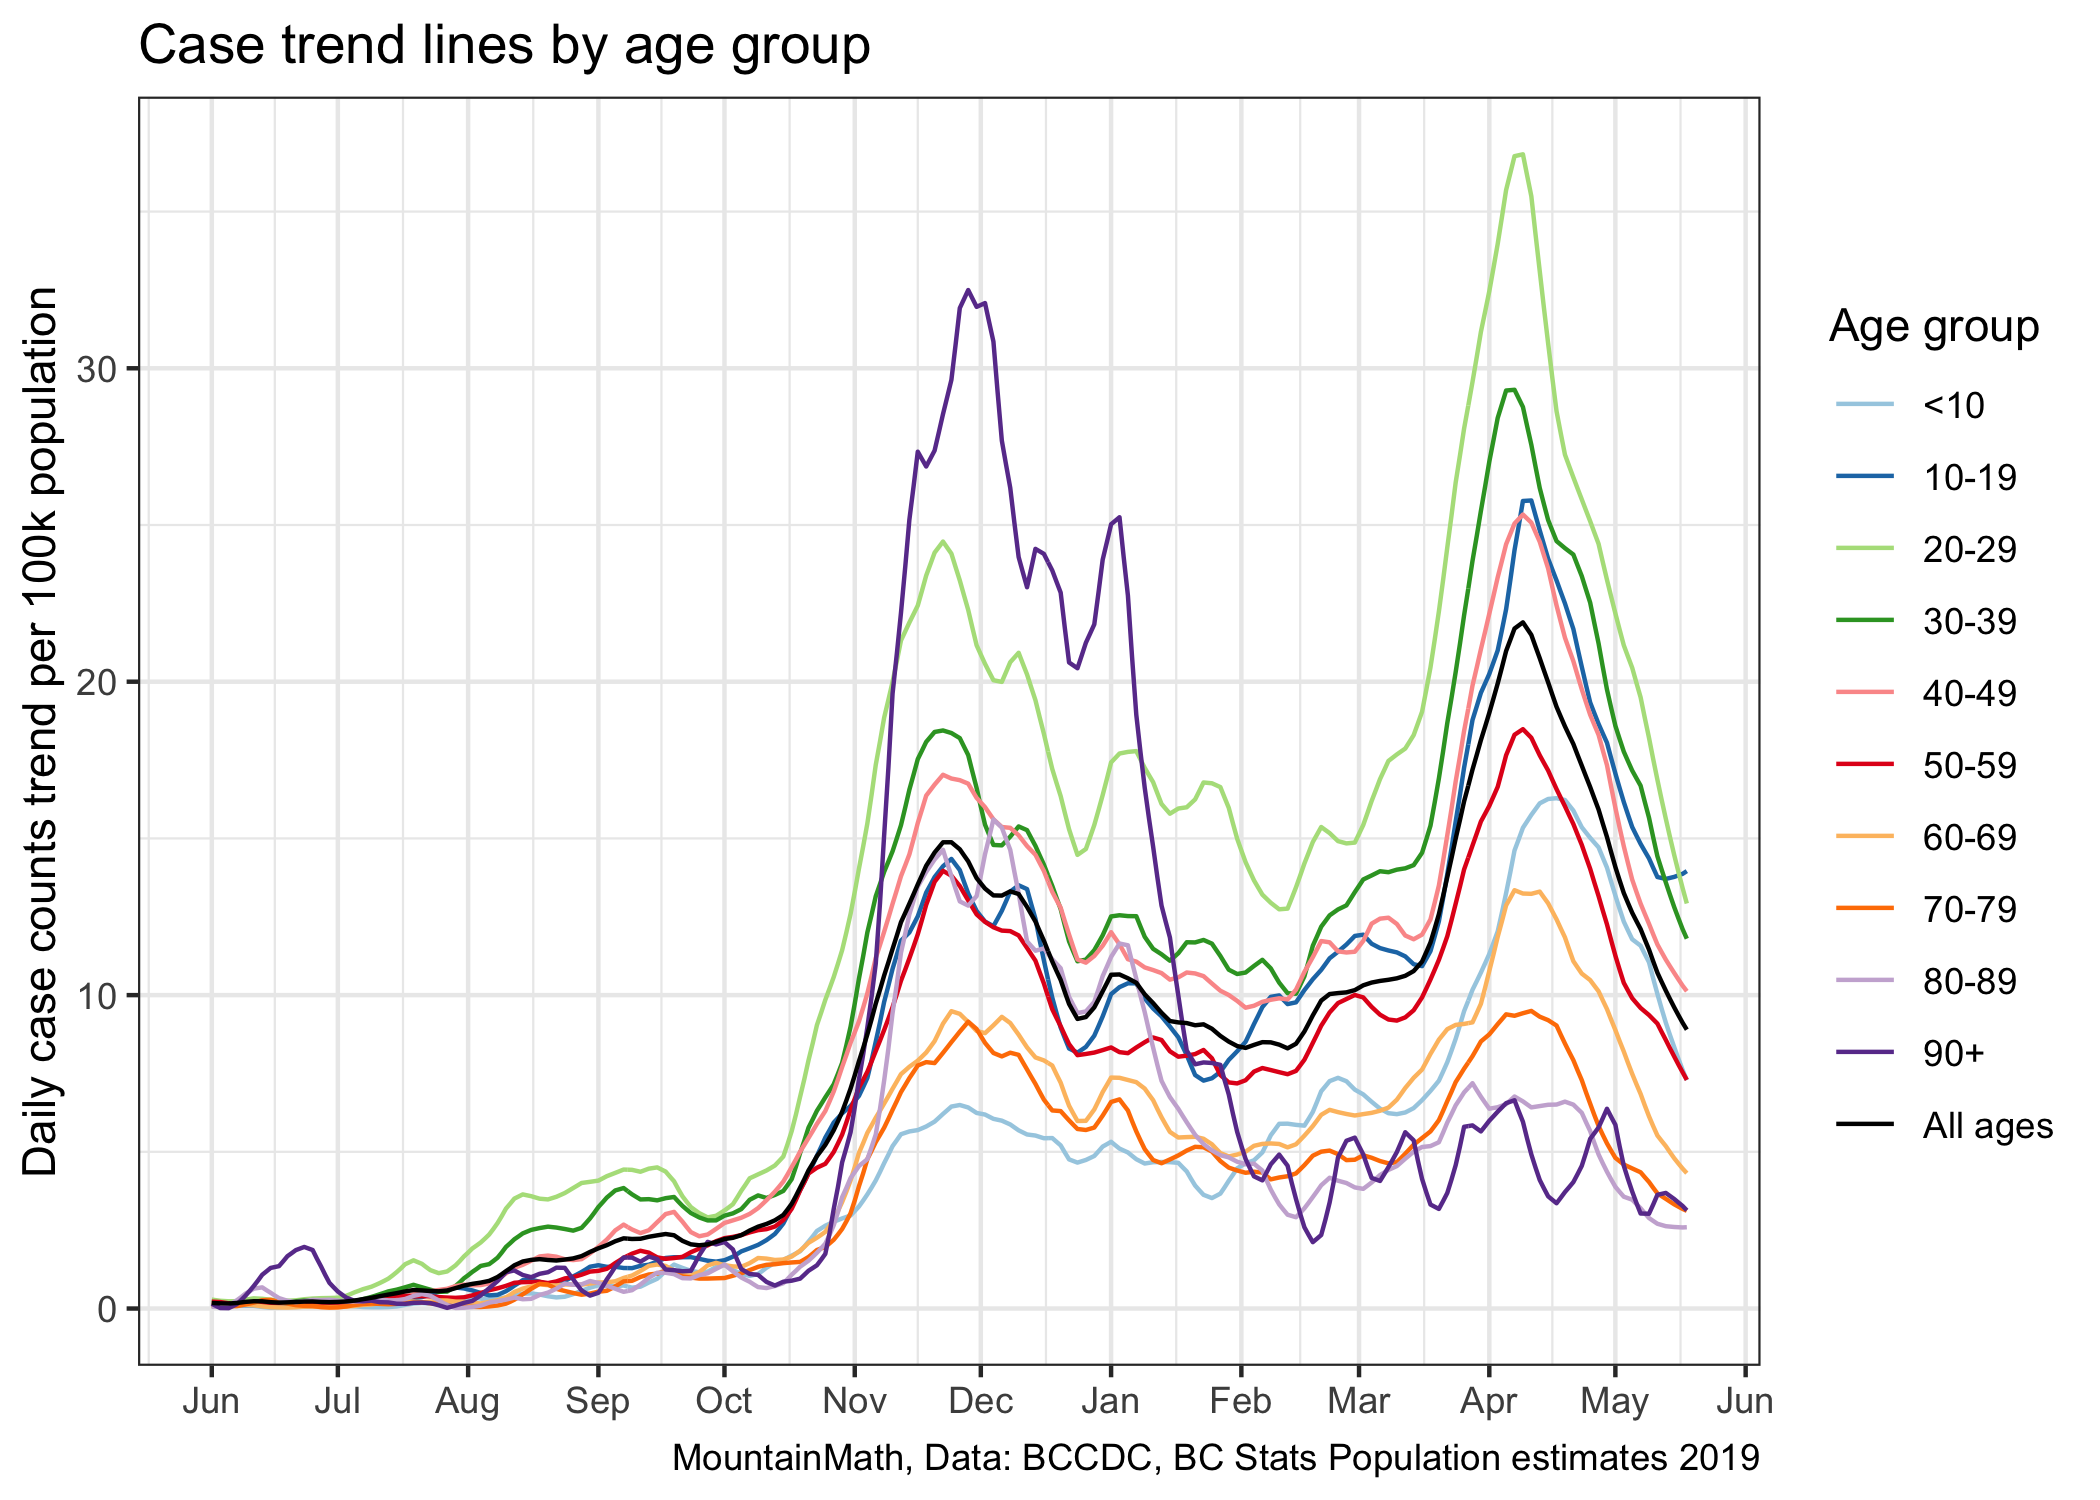 Case trend lines by age group
Daily case counts trend per 100k population
30
20
10
0
Jun Jul Aug Sep Oct Nov Dec Jan Feb Mar Apr May Jun
Age group
<10
10-19
20-29
30-39
40-49
50-59
60-69
70-79
80-89
90+
All ages
MountainMath, Data: BCCDC, BC Stats Population estimates 2019